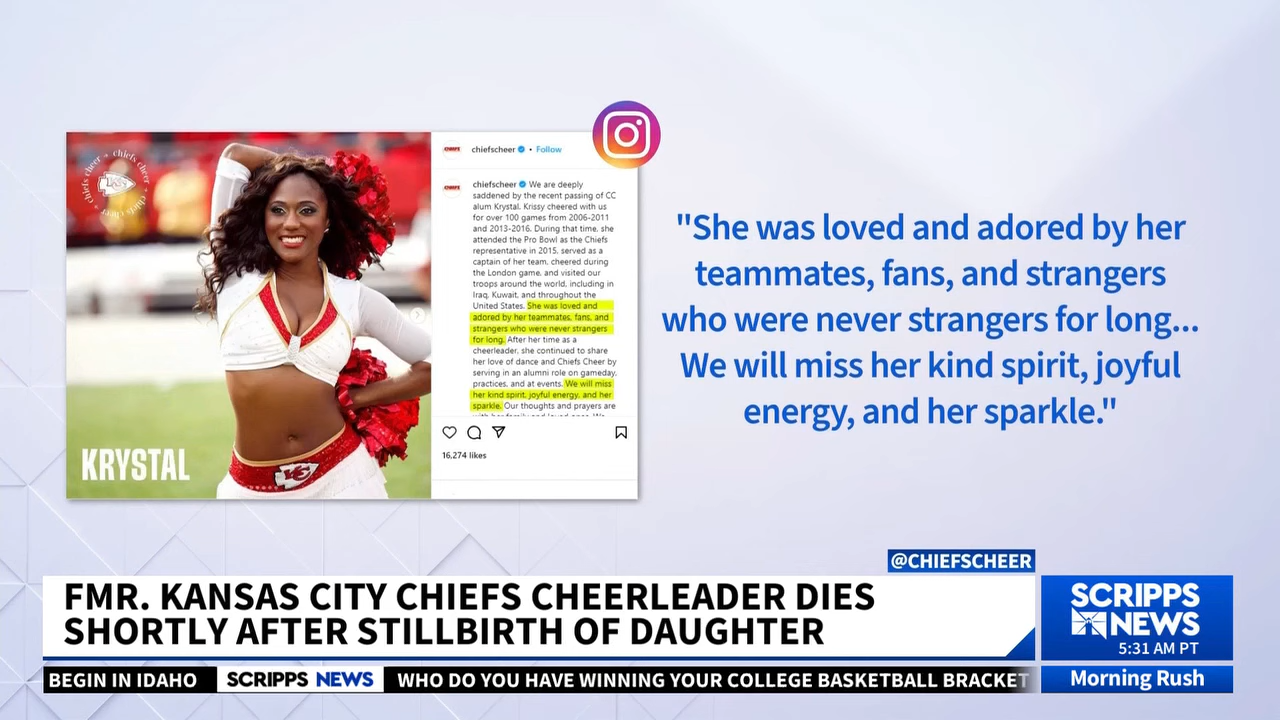 chiefs cheer • chiefs cheer •
KRYSTAL
CHIEFS
chiefscheer • Follow
CHIEFS
chiefscheer We are deeply
saddened by the recent passing of CC
alum Krystal. Krissy cheered with us
for over 100 games from 2006-2011
and 2013-2016. During that time, she
attended the Pro Bowl as the Chiefs
representative in 2015, served as a
captain of her team, cheered during
the London game, and visited our
troops around the world, including in
Iraq, Kuwait, and throughout the
United States. She was loved and
adored by her teammates, fans, and
strangers who were never strangers
for long. After her time as a
cheerleader, she continued to share
her love of dance and Chiefs Cheer by
serving in an alumni role on gameday,
practices, and at events. We will miss
her kind spirit, joyful energy, and her
sparkle. Our thoughts and prayers are
16,274 likes
"She was loved and adored by her
teammates, fans, and strangers
who were never strangers for long...
We will miss her kind spirit, joyful
energy, and her sparkle."
@CHIEFSCHEER
FMR. KANSAS CITY CHIEFS CHEERLEADER DIES
SHORTLY AFTER STILLBIRTH OF DAUGHTER
SCRIPPS
NEWS
5:31 AM PT
BEGIN IN IDAHO SCRIPPS NEWS WHO DO YOU HAVE WINNING YOUR COLLEGE BASKETBALL BRACKET
Morning Rush